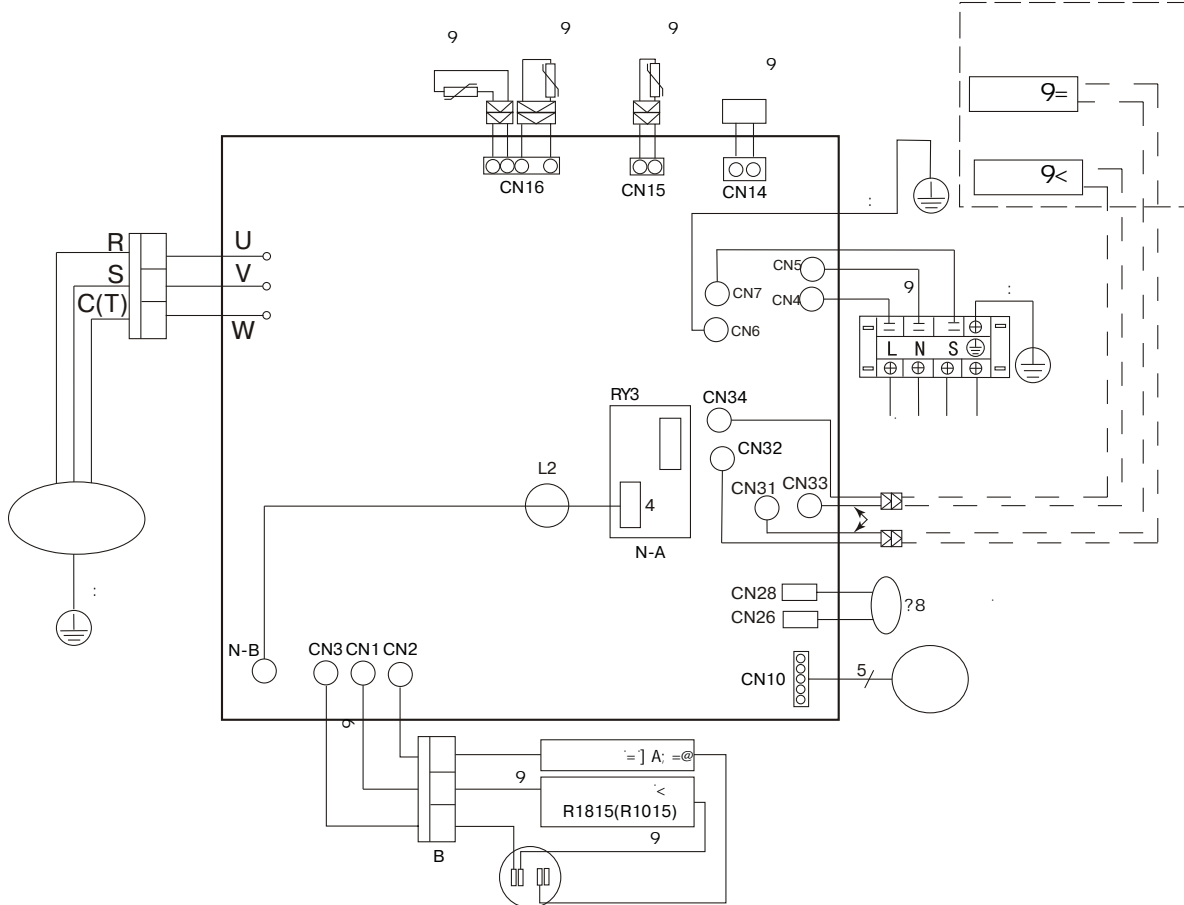 9 9 9
9
9=
9<
CN16 CN15 CN14
:
R U
S V
C(T)
W
CN5
CN7 CN4 9 :
CN6
L N S
RY3 CN34
CN32
L2 CN31 CN33
4
N-A
CN28
CN26 ?8
:
N-B CN3 CN1 CN2
CN10 5
9
9
<
R1815(R1015)
9
B